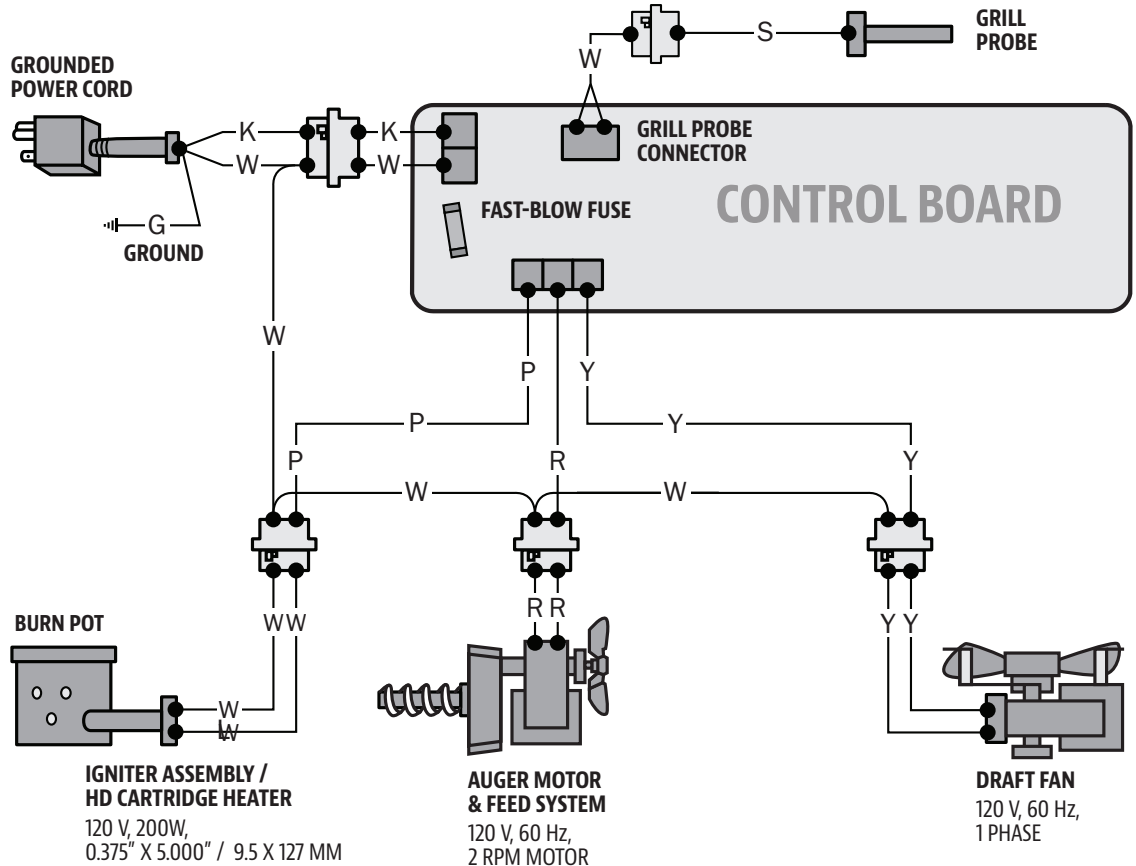 GRILL
PROBE
S
W
GROUNDED
POWER CORD
K
K
W
W
GRILL PROBE
CONNECTOR
CONTROL BOARD
FAST-BLOW FUSE
G
GROUND
W
P
Y
P
Y
P
R
Y
W
W
W W
R R
Y Y
BURN POT
W
W
IGNITER ASSEMBLY /
HD CARTRIDGE HEATER
120 V, 200W,
0.375" X 5.000" / 9.5 X 127 MM
AUGER MOTOR
& FEED SYSTEM
120 V, 60 Hz,
2 RPM MOTOR
DRAFT FAN
120 V, 60 Hz,
1 PHASE